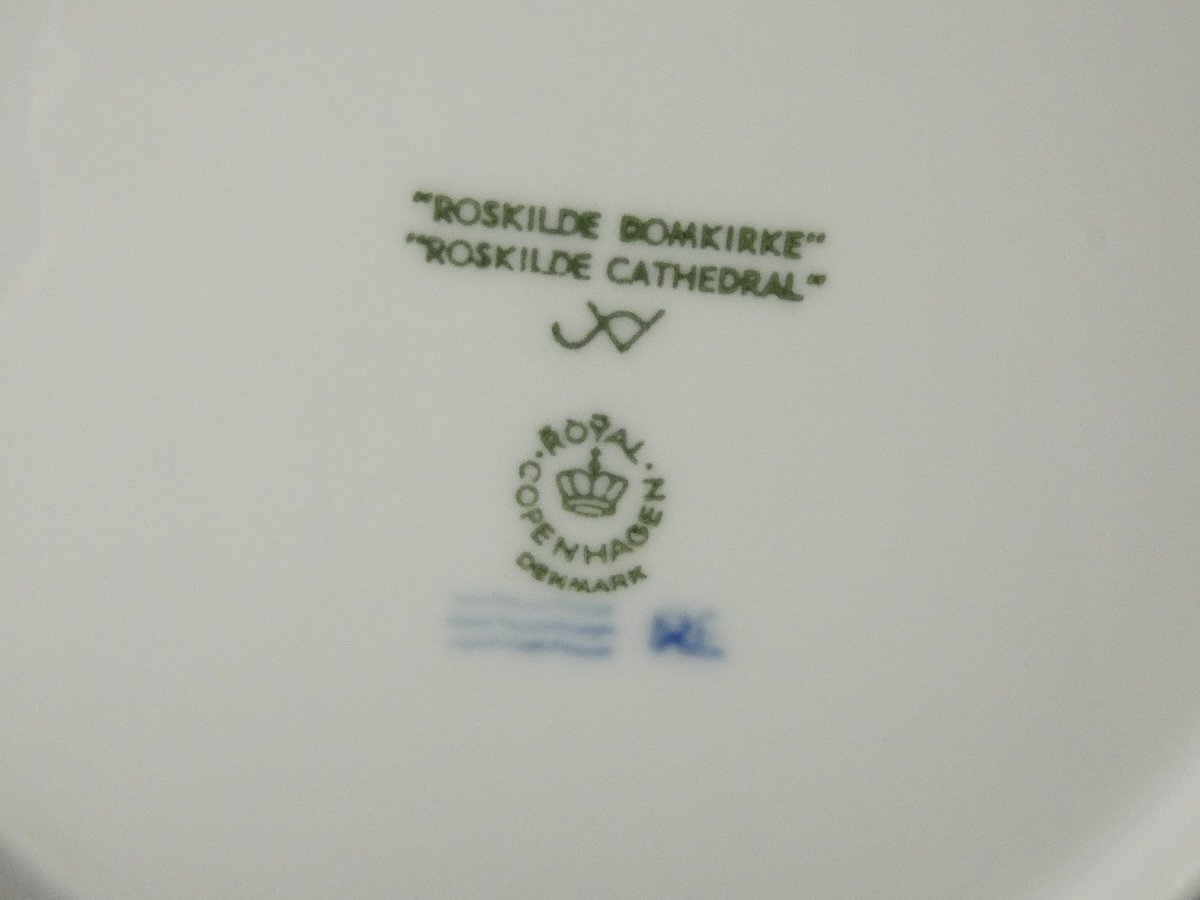 "ROSKILDE DOMKIRKE"
"ROSKILDE CATHEDRAL"
ROYAL · COPENHAGEN ·
DENMARK